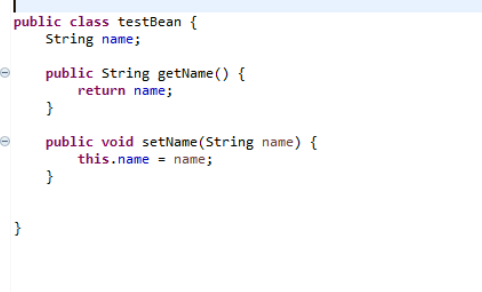 public class testBean {
    String name;
    public String getName() {
        return name;
    }
    public void setName(String name) {
        this.name = name;
    }
}